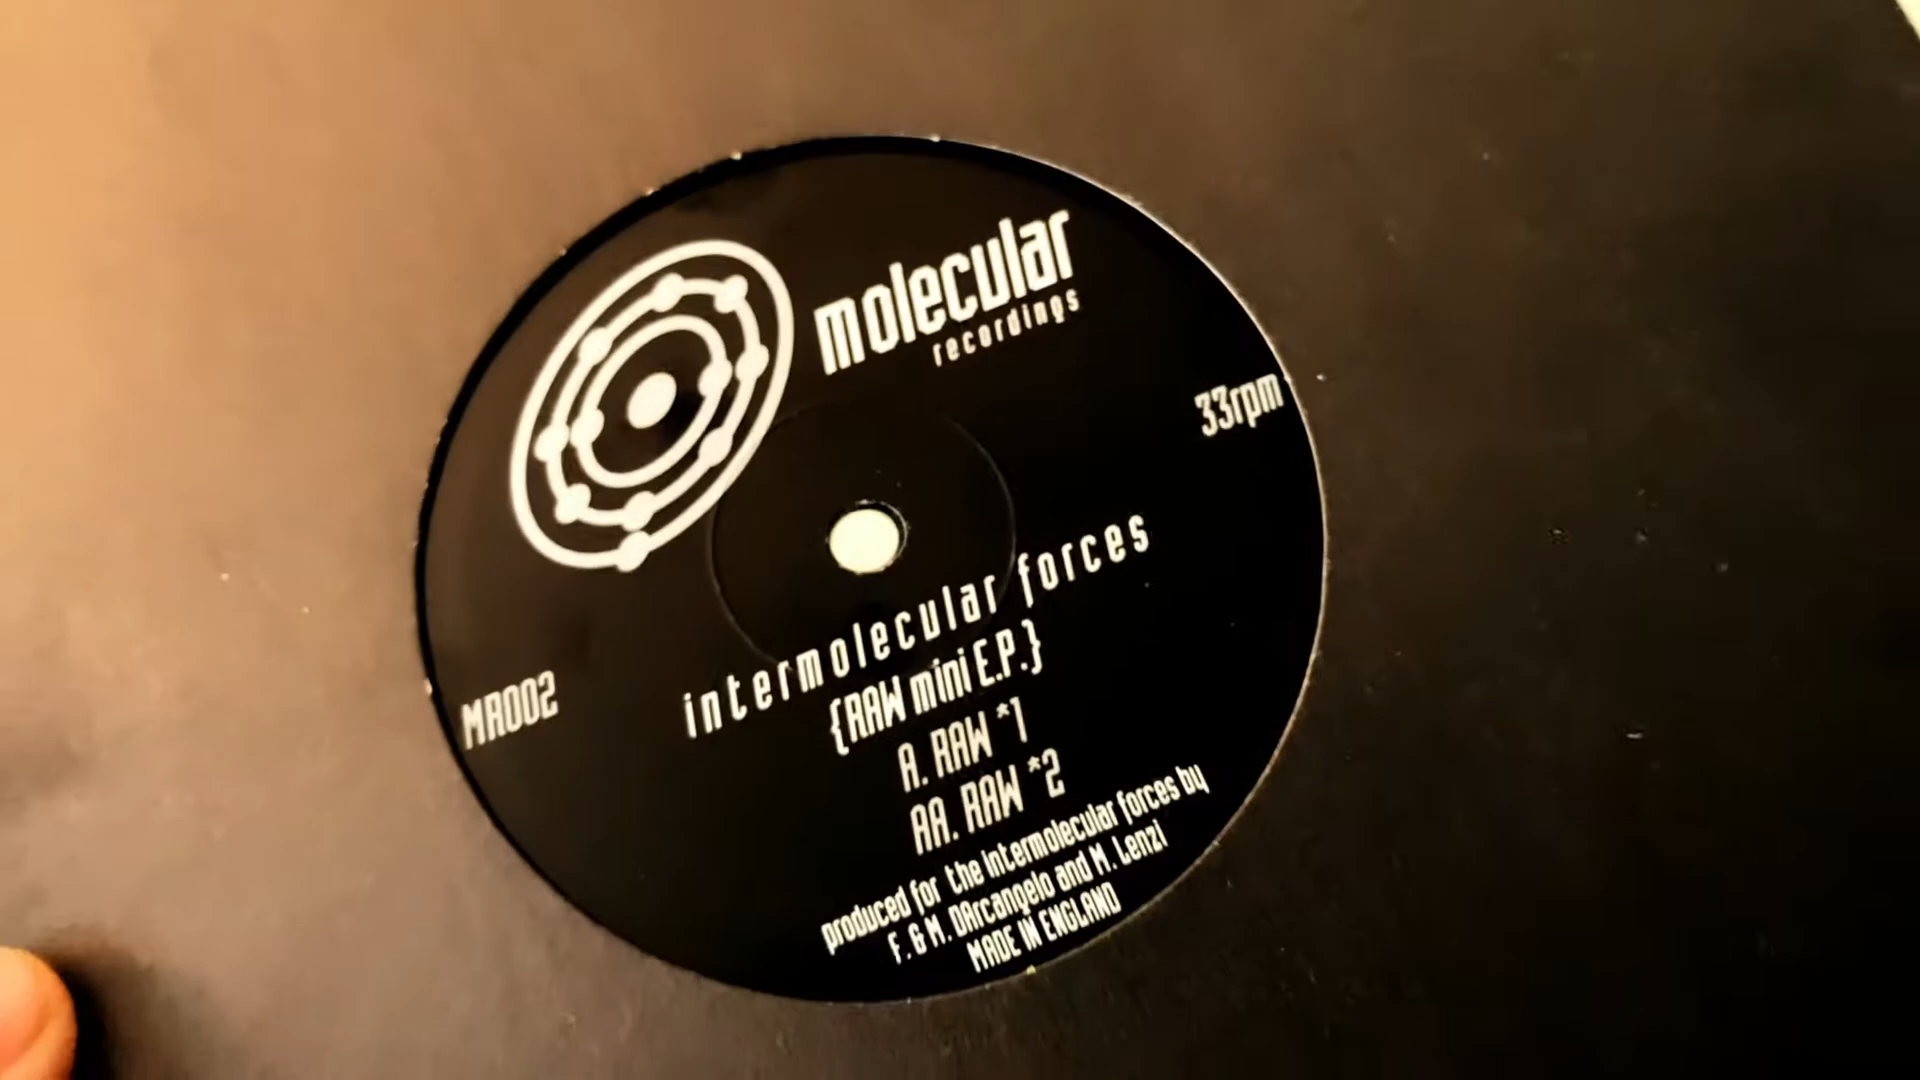 molecular
recordings
33rpm
MR002
intermolecular forces
{RAW mini E.P.}
A. RAW *1
AA. RAW *2
produced for the intermolecular forces by
F. & M. DArcangelo and M. Lenzi
MADE IN ENGLAND